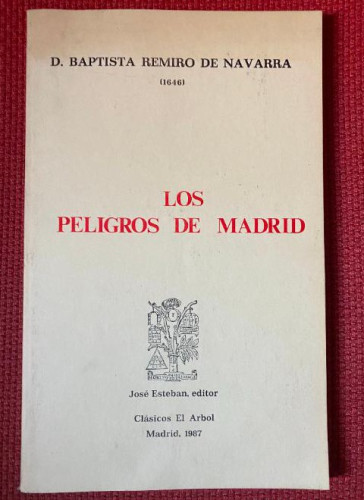 D. BAPTISTA REMIRO DE NAVARRA
(1646)
LOS
PELIGROS DE MADRID
José Esteban, editor
Clásicos El Arbol
Madrid, 1987